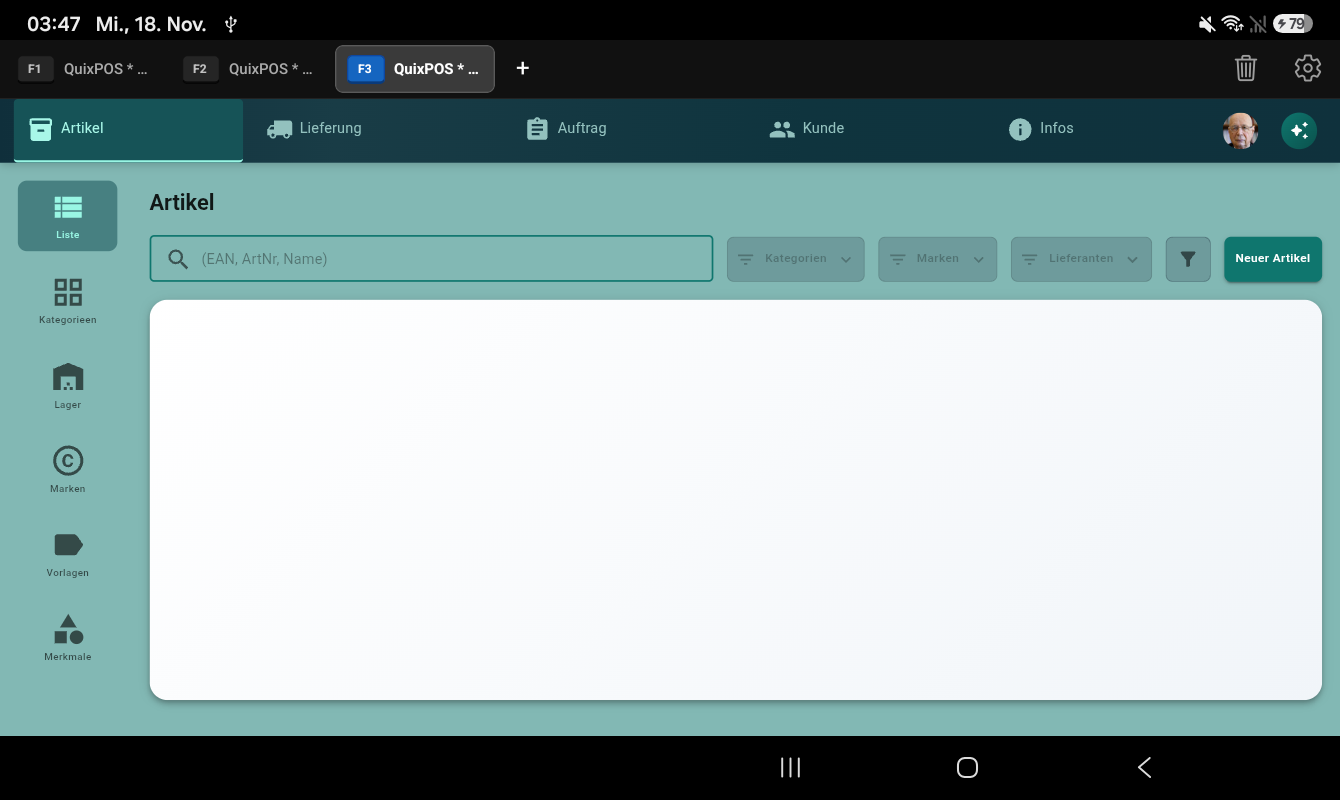 03:47 Mi., 18. Nov. 79
F1 QuixPOS * ... F2 QuixPOS * ... F3 QuixPOS * ... +
Artikel Lieferung Auftrag Kunde Infos
Liste
Kategorieen
Lager
C
Marken
Vorlagen
Merkmale
Artikel
(EAN, ArtNr, Name) Kategorien Marken Lieferanten Neuer Artikel